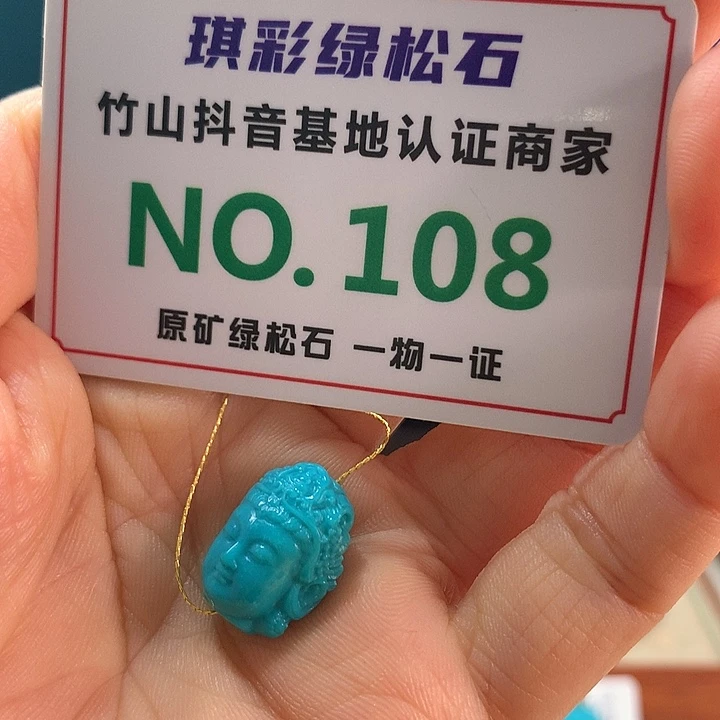 琪彩绿松石
竹山抖音基地认证商家
NO.108
原矿绿松石 一物一证